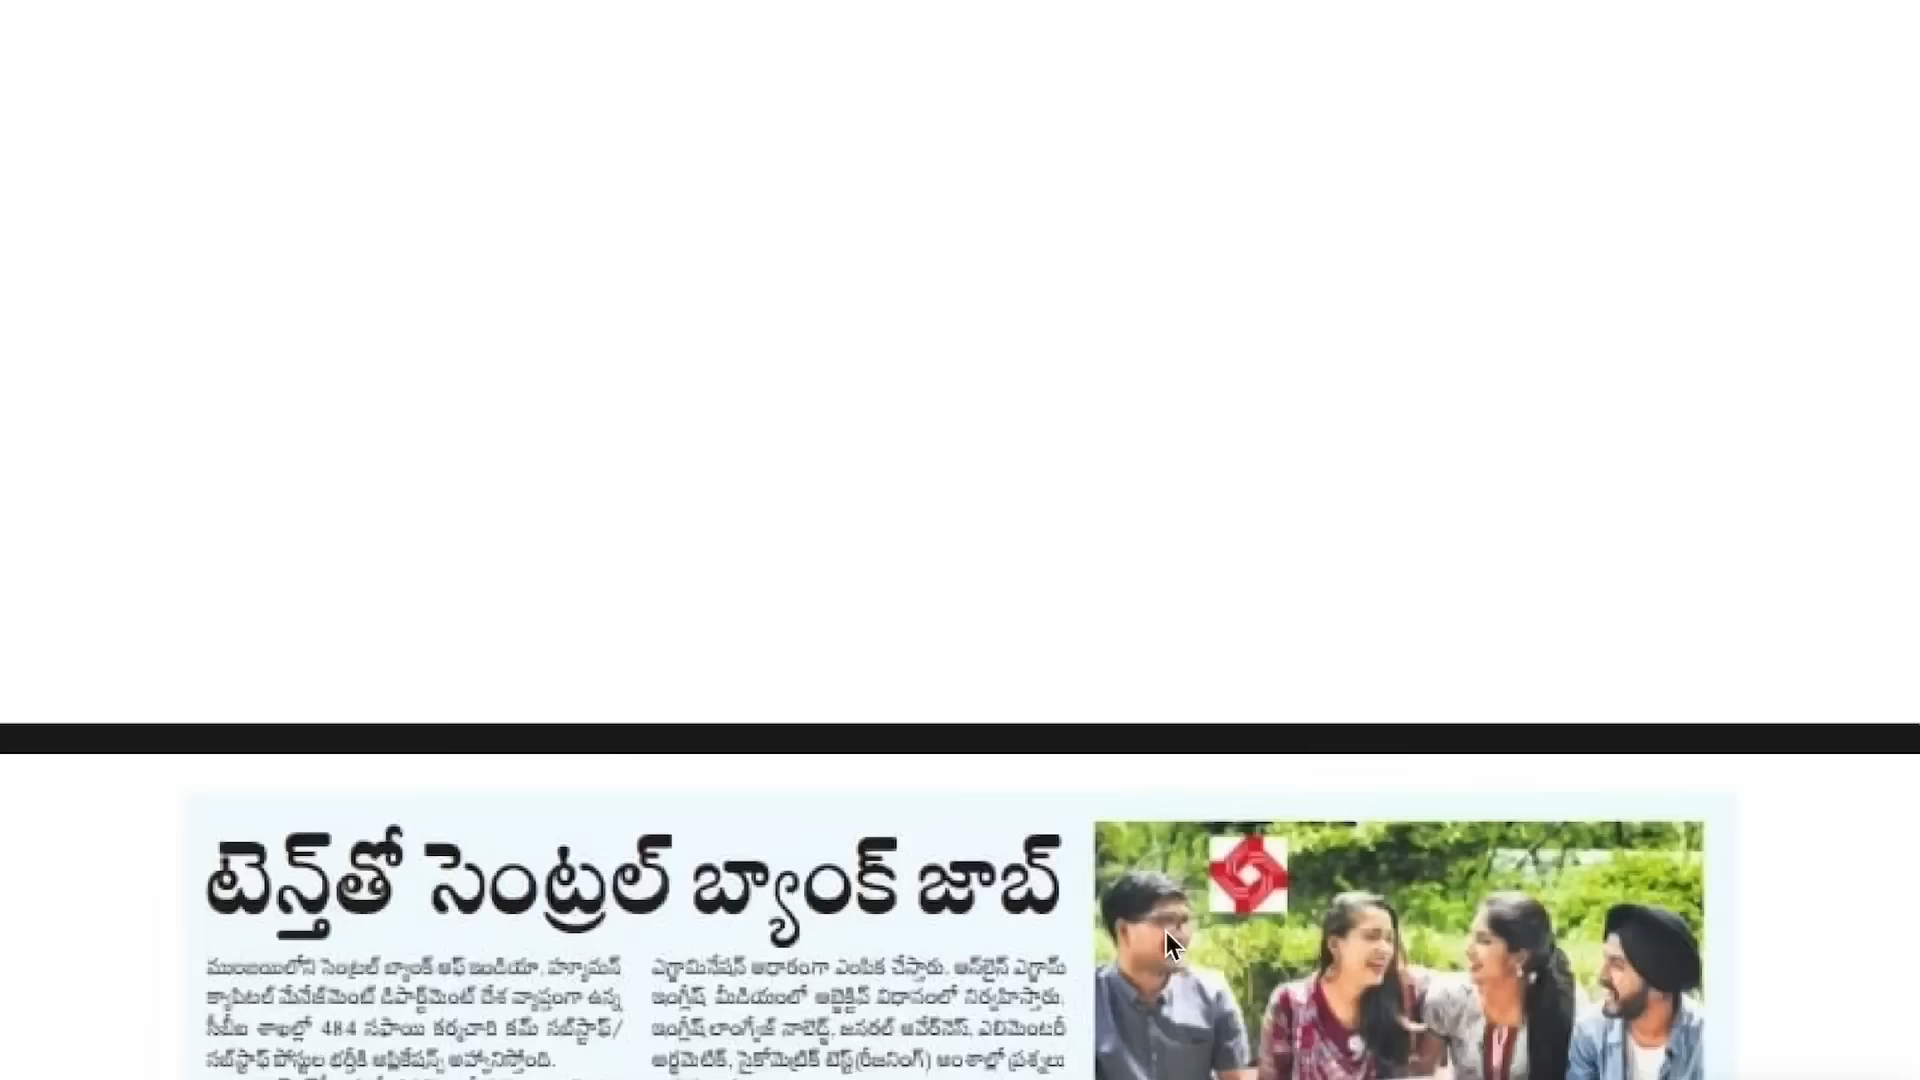 టెన్త్‌తో సెంట్రల్ బ్యాంక్ జాబ్
ముంబయిలోని సెంట్రల్ బ్యాంక్ ఆఫ్ ఇండియా, హ్యూమన్
క్యాపిటల్ మేనేజ్‌మెంట్ డిపార్ట్‌మెంట్ దేశ వ్యాప్తంగా ఉన్న
సీబీఐ శాఖల్లో 484 సఫాయి కర్మచారి కమ్ సబ్‌స్టాఫ్/
సబ్‌స్టాఫ్ పోస్టుల భర్తీకి అప్లికేషన్స్ ఆహ్వానిస్తోంది.
ఎగ్జామినేషన్ ఆధారంగా ఎంపిక చేస్తారు. ఆన్‌లైన్ ఎగ్జామ్
ఇంగ్లీష్ మీడియంలో ఆబ్జెక్టివ్ విధానంలో నిర్వహిస్తారు.
ఇంగ్లీష్ లాంగ్వేజ్ నాలెడ్జ్, జనరల్ అవేర్‌నెస్, ఎలిమెంటరీ
అర్థమెటిక్, సైకోమెట్రిక్ టెస్ట్(రీజనింగ్) అంశాల్లో ప్రశ్నలు